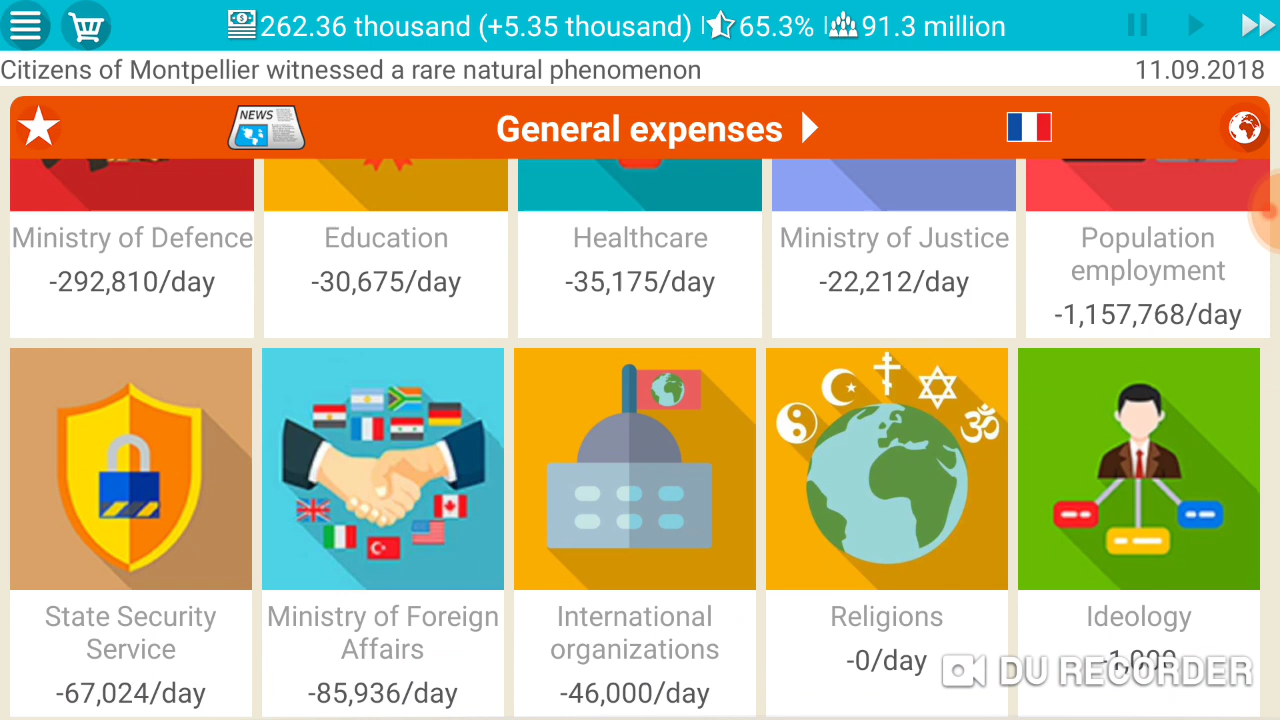 262.36 thousand (+5.35 thousand)
65.3%
91.3 million
Citizens of Montpellier witnessed a rare natural phenomenon
11.09.2018
NEWS
General expenses
Ministry of Defence
Education
Healthcare
Ministry of Justice
Population
employment
-292,810/day
-30,675/day
-35,175/day
-22,212/day
-1,157,768/day
State Security
Service
Ministry of Foreign
Affairs
International
organizations
Religions
Ideology
-67,024/day
-85,936/day
-46,000/day
-0/day
-1,000
DU RECORDER